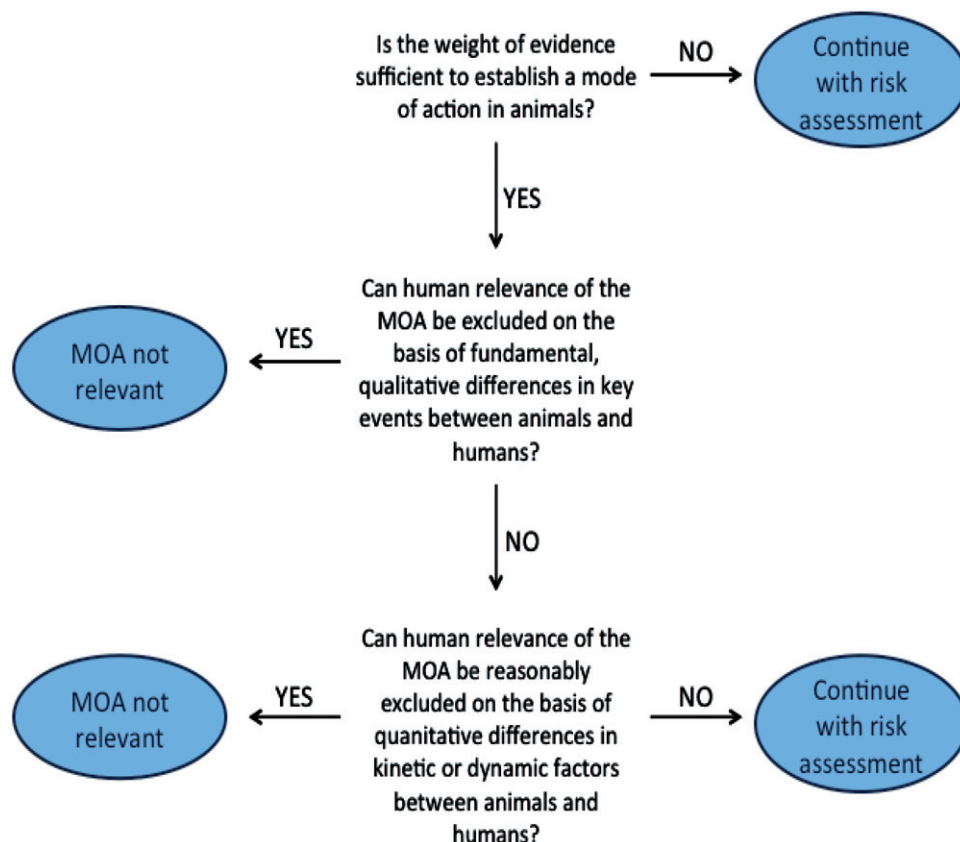 Is the weight of evidence
sufficient to establish a mode
of action in animals?
NO
Continue
with risk
assessment
YES
Can human relevance of the
MOA be excluded on the
basis of fundamental,
qualitative differences in key
events between animals and
humans?
YES
MOA not
relevant
NO
Can human relevance of the
MOA be reasonably
excluded on the basis of
quanitative differences in
kinetic or dynamic factors
between animals and
humans?
YES
MOA not
relevant
NO
Continue
with risk
assessment